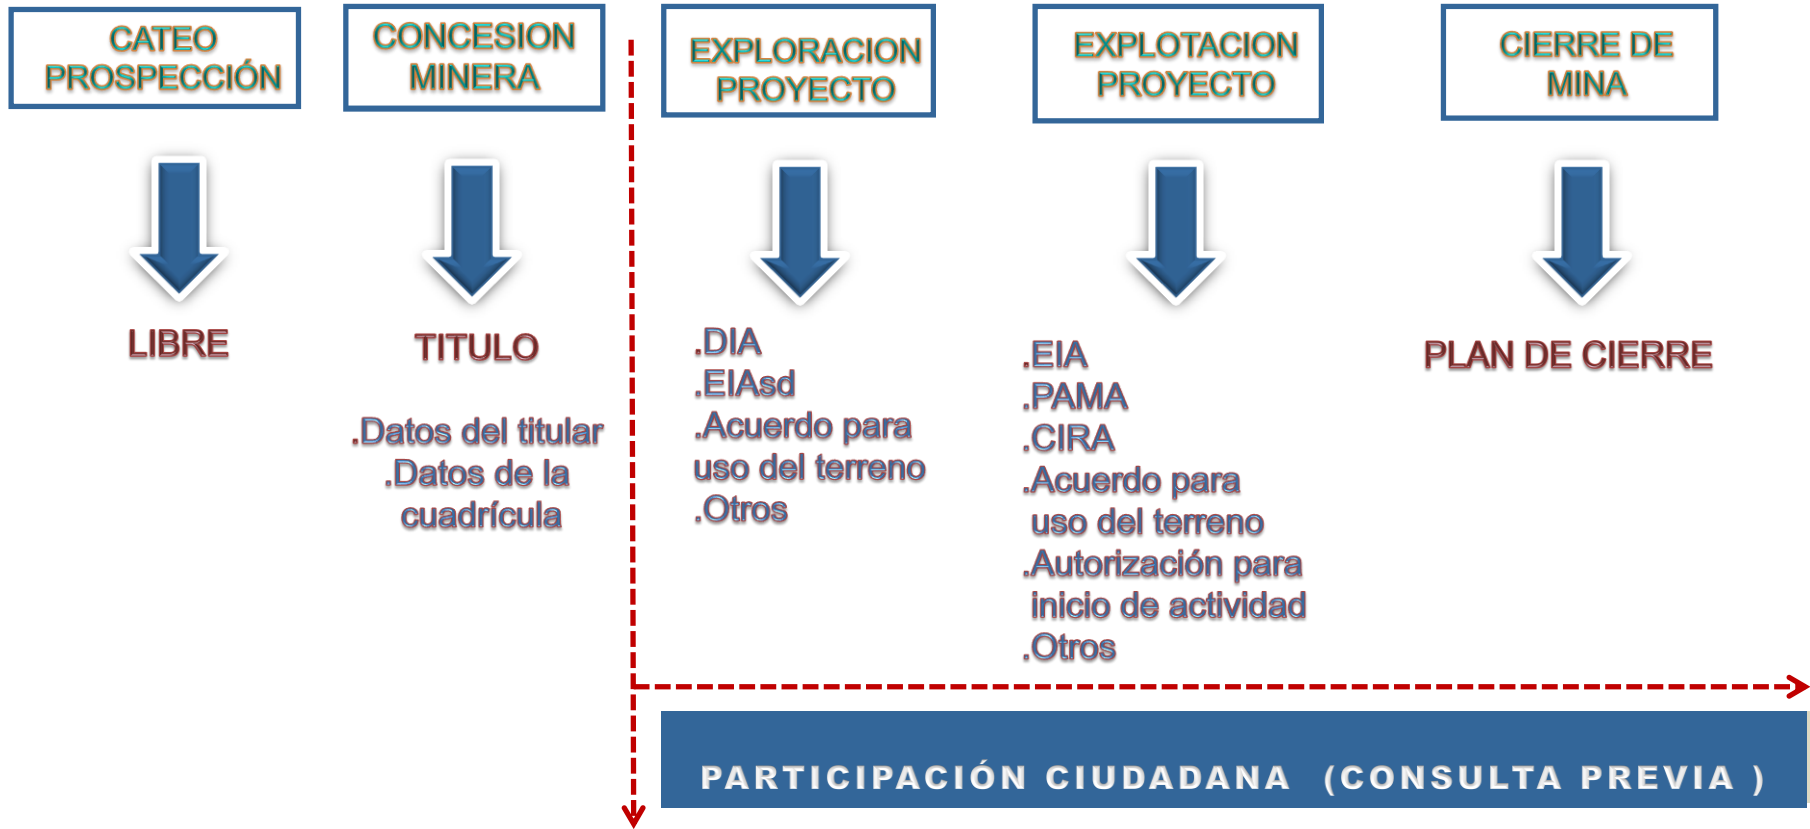 CATEO
PROSPECCIÓN
LIBRE
CONCESION
MINERA
TITULO
.Datos del titular
.Datos de la
cuadrícula
EXPLORACION
PROYECTO
.DIA
.EIAsd
.Acuerdo para
uso del terreno
.Otros
EXPLOTACION
PROYECTO
.EIA
.PAMA
.CIRA
.Acuerdo para
uso del terreno
.Autorización para
inicio de actividad
.Otros
CIERRE DE
MINA
PLAN DE CIERRE
PARTICIPACIÓN CIUDADANA (CONSULTA PREVIA )